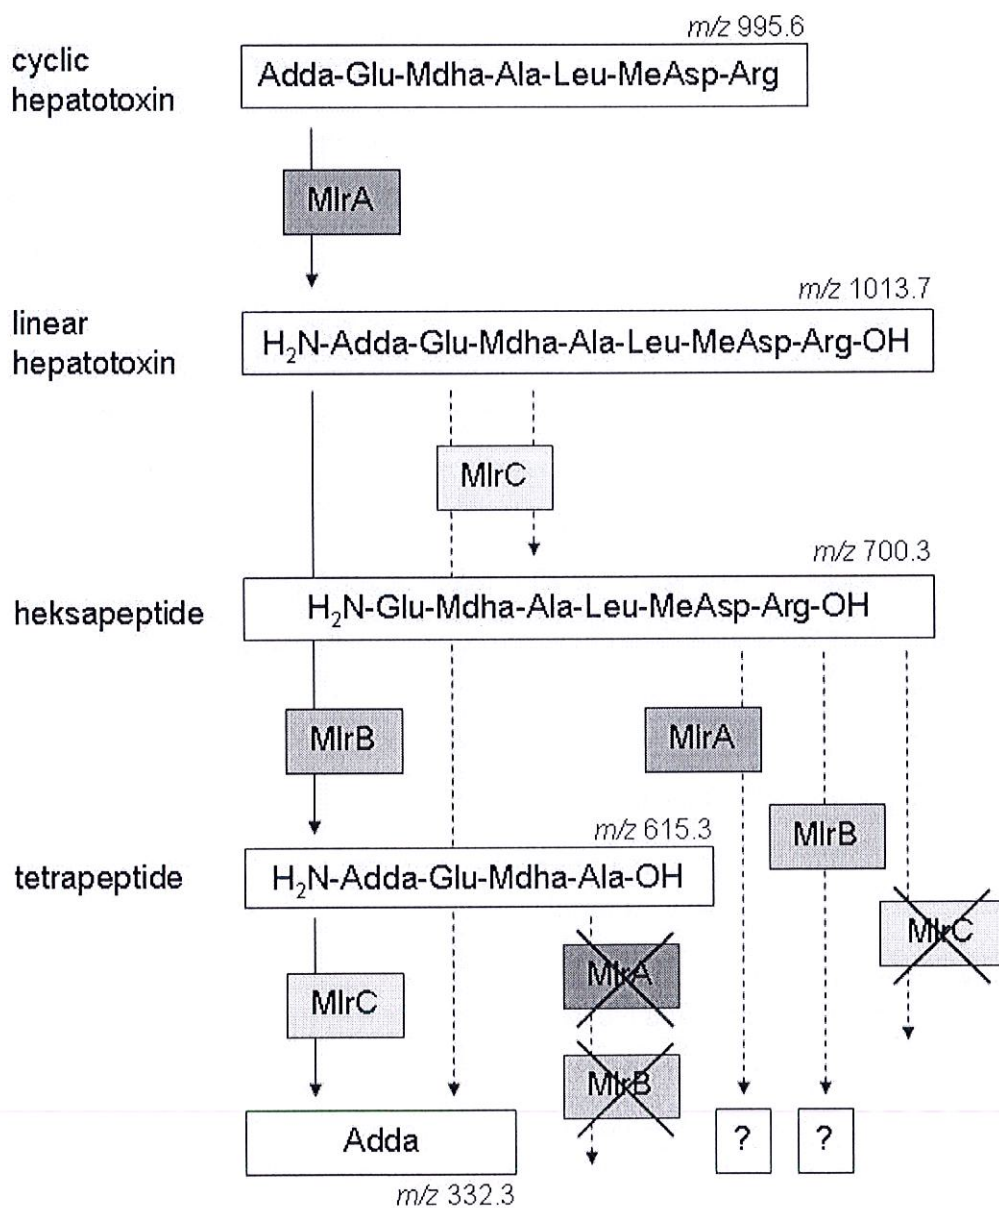 m/z 995.6
cyclic
hepatotoxin
Adda-Glu-Mdha-Ala-Leu-MeAsp-Arg
MlrA
m/z 1013.7
linear
hepatotoxin
H₂N-Adda-Glu-Mdha-Ala-Leu-MeAsp-Arg-OH
MlrC
m/z 700.3
heksapeptide
H₂N-Glu-Mdha-Ala-Leu-MeAsp-Arg-OH
MlrB
MlrA
MlrB
m/z 615.3
tetrapeptide
H₂N-Adda-Glu-Mdha-Ala-OH
MlrC
MlrA
MlrC
MlrB
Adda
?
?
m/z 332.3